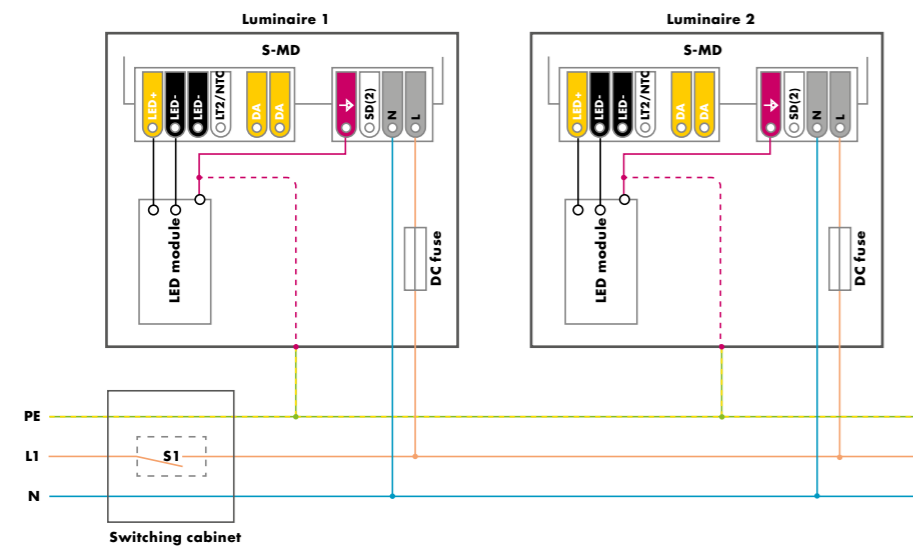 Luminaire 1
S-MD
LED+
LED-
LED-
LT2/NTC
DA
DA
SD(2)
N
L
LED module
DC fuse
Luminaire 2
S-MD
LED+
LED-
LED-
LT2/NTC
DA
DA
SD(2)
N
L
LED module
DC fuse
PE
L1
S1
N
Switching cabinet